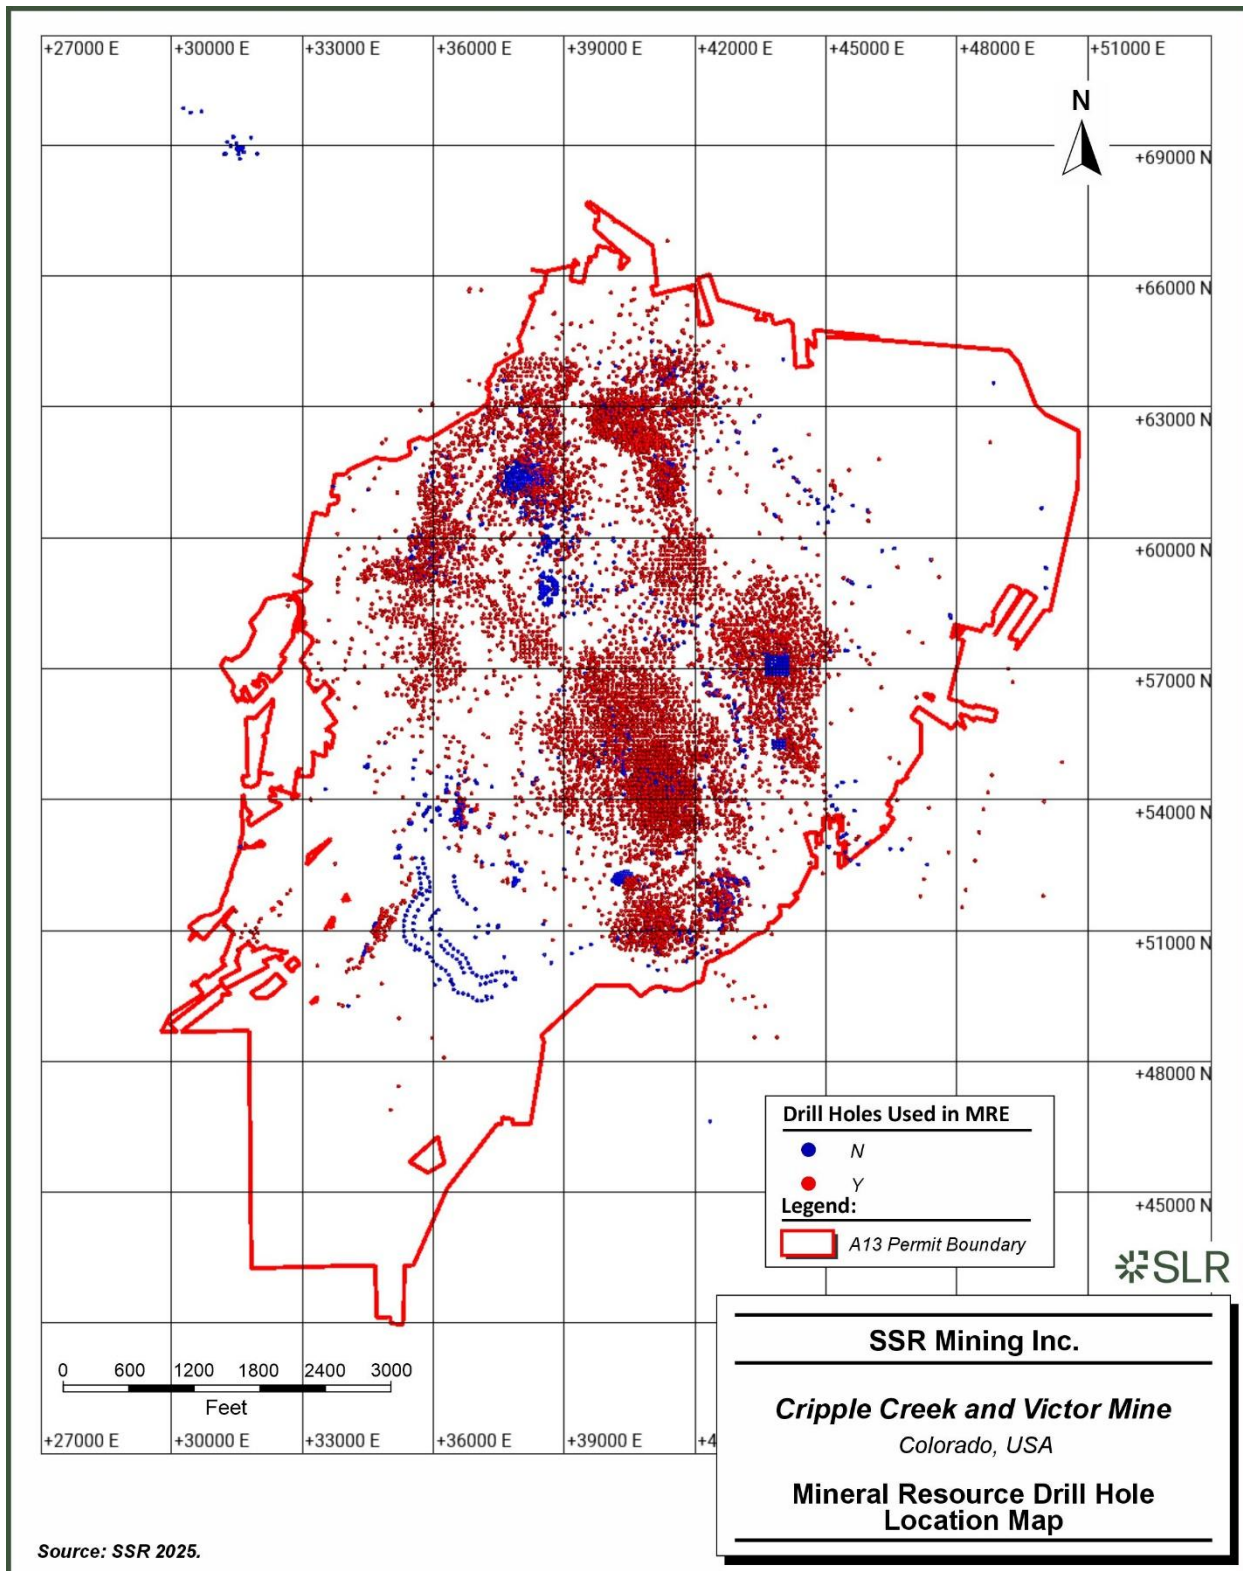 +27000 E +30000 E +33000 E +36000 E +39000 E +42000 E +45000 E +48000 E +51000 E
N
+69000 N
+66000 N
+63000 N
+60000 N
+57000 N
+54000 N
+51000 N
+48000 N
Drill Holes Used in MRE
N
Y
+45000 N
Legend:
A13 Permit Boundary
SLR
SSR Mining Inc.
0 600 1200 1800 2400 3000
Feet
Cripple Creek and Victor Mine
Colorado, USA
+27000 E +30000 E +33000 E +36000 E +39000 E +4
Mineral Resource Drill Hole
Location Map
Source: SSR 2025.